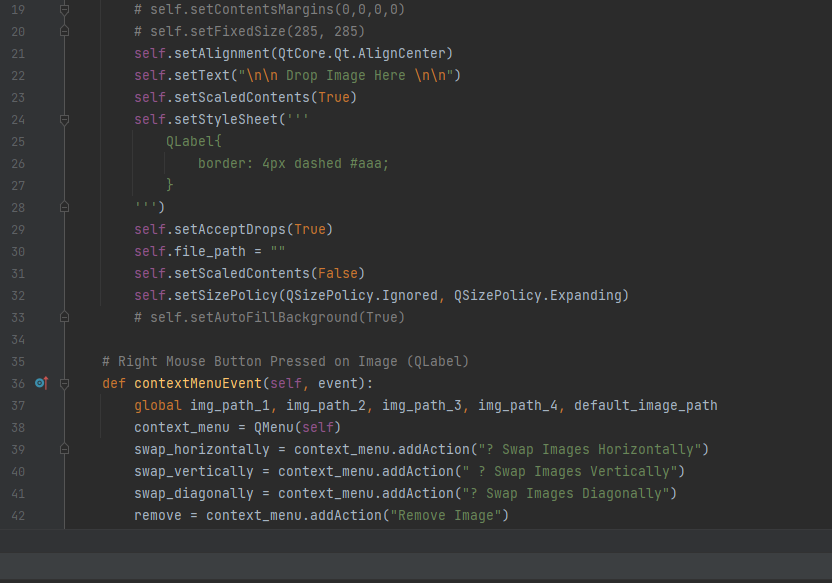 19 # self.setContentsMargins(0,0,0,0)
20 # self.setFixedSize(285, 285)
21 self.setAlignment(QtCore.Qt.AlignCenter)
22 self.setText("\n\n Drop Image Here \n\n")
23 self.setScaledContents(True)
24 self.setStyleSheet('''
25 QLabel{
26 border: 4px dashed #aaa;
27 }
28 ''')
29 self.setAcceptDrops(True)
30 self.file_path = ""
31 self.setScaledContents(False)
32 self.setSizePolicy(QSizePolicy.Ignored, QSizePolicy.Expanding)
33 # self.setAutoFillBackground(True)
34
35 # Right Mouse Button Pressed on Image (QLabel)
36 def contextMenuEvent(self, event):
37 global img_path_1, img_path_2, img_path_3, img_path_4, default_image_path
38 context_menu = QMenu(self)
39 swap_horizontally = context_menu.addAction("? Swap Images Horizontally")
40 swap_vertically = context_menu.addAction(" ? Swap Images Vertically")
41 swap_diagonally = context_menu.addAction("? Swap Images Diagonally")
42 remove = context_menu.addAction("Remove Image")